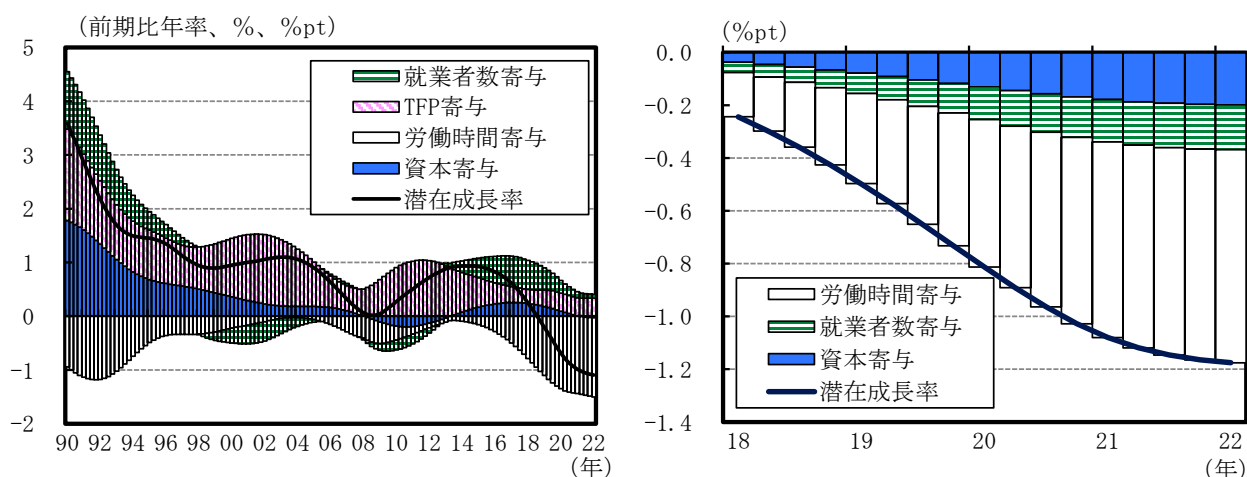 (前期比年率、%、%pt)
5
4
3
2
1
0
-1
-2
就業者数寄与
TFP寄与
労働時間寄与
資本寄与
潜在成長率
90 92 94 96 98 00 02 04 06 08 10 12 14 16 18 20 22
(年)
(%pt)
0.0
-0.2
-0.4
-0.6
-0.8
-1.0
-1.2
-1.4
労働時間寄与
就業者数寄与
資本寄与
潜在成長率
18 19 20 21 22
(年)